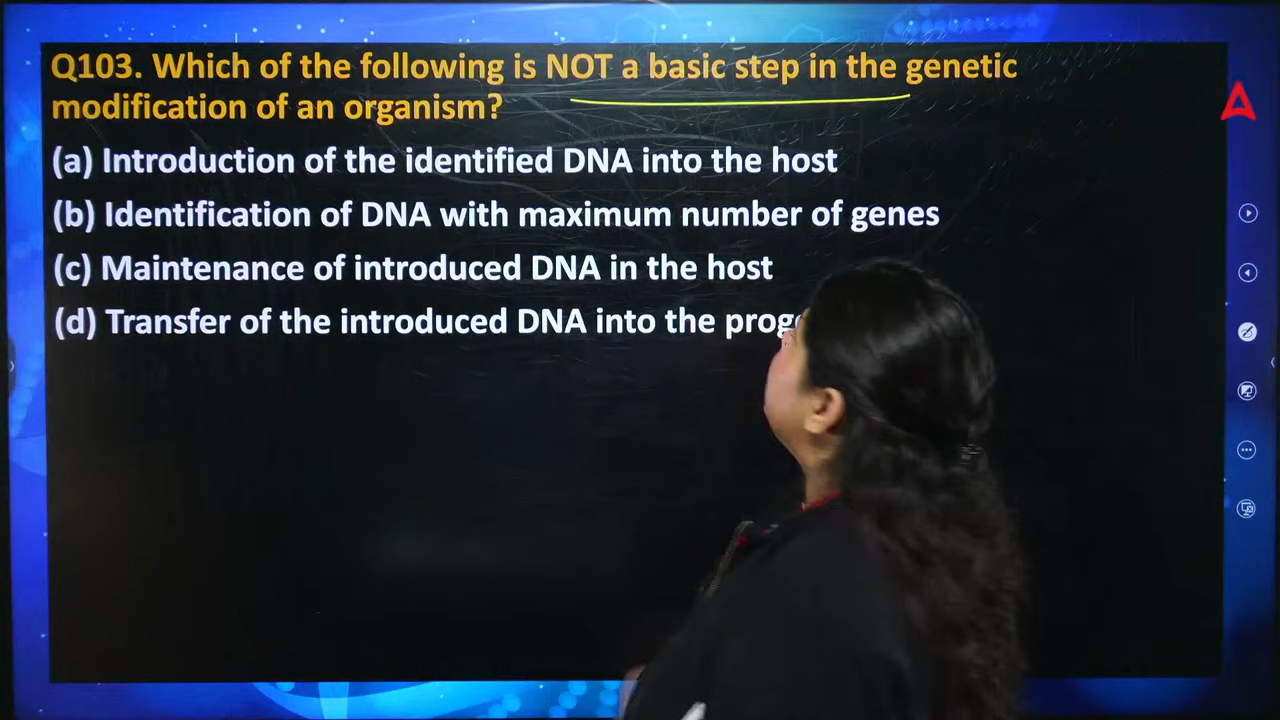 Q103. Which of the following is NOT a basic step in the genetic
modification of an organism?
(a) Introduction of the identified DNA into the host
(b) Identification of DNA with maximum number of genes
(c) Maintenance of introduced DNA in the host
(d) Transfer of the introduced DNA into the